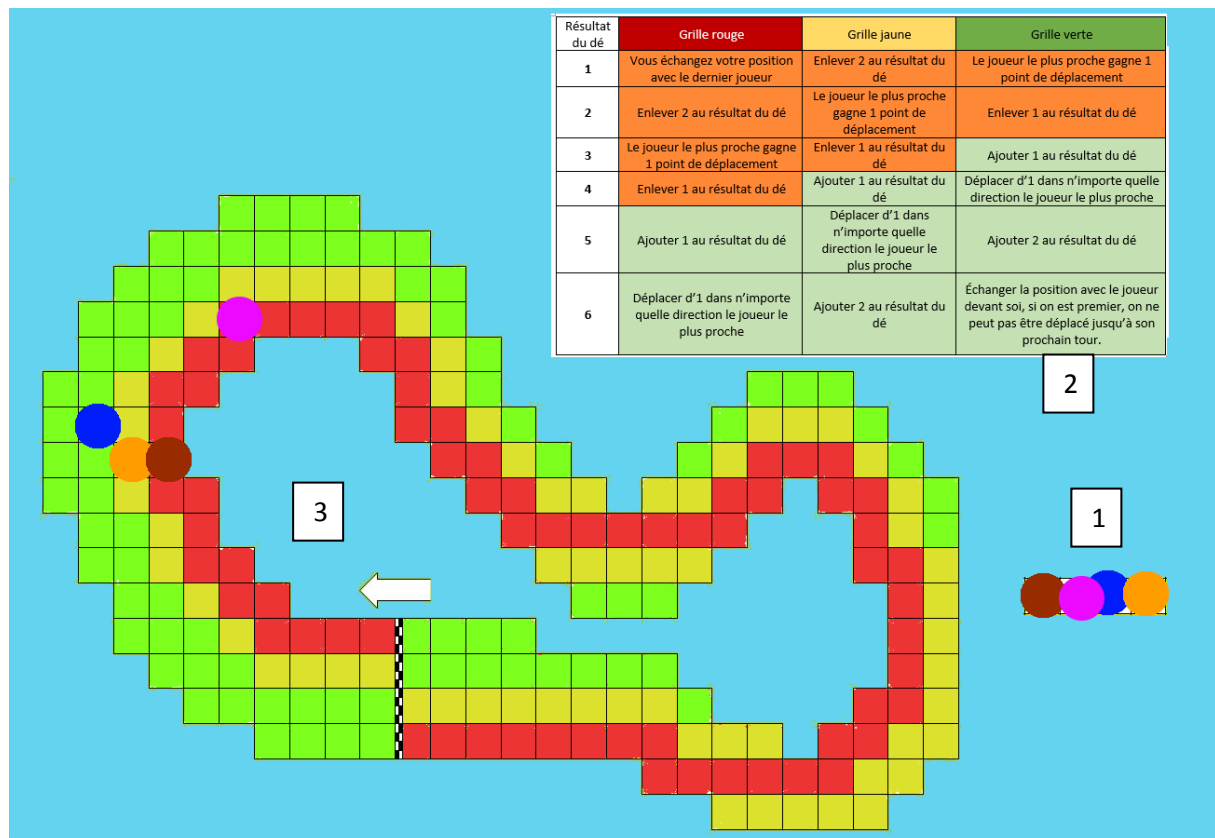 Résultat
du dé
Grille rouge
Grille jaune
Grille verte
1
Vous échangez votre position
avec le dernier joueur
Enlever 2 au résultat du
dé
Le joueur le plus proche gagne 1
point de déplacement
2
Enlever 2 au résultat du dé
Le joueur le plus proche
gagne 1 point de
déplacement
Enlever 1 au résultat du dé
3
Le joueur le plus proche gagne
1 point de déplacement
Enlever 1 au résultat du
dé
Ajouter 1 au résultat du dé
4
Enlever 1 au résultat du dé
Ajouter 1 au résultat du
dé
Déplacer d’1 dans n’importe quelle
direction le joueur le plus proche
5
Ajouter 1 au résultat du dé
Déplacer d’1 dans
n’importe quelle
direction le joueur le
plus proche
Ajouter 2 au résultat du dé
6
Déplacer d’1 dans n’importe
quelle direction le joueur le
plus proche
Ajouter 2 au résultat du
dé
Échanger la position avec le joueur
devant soi, si on est premier, on ne
peut pas être déplacé jusqu’à son
prochain tour.
2
1
3